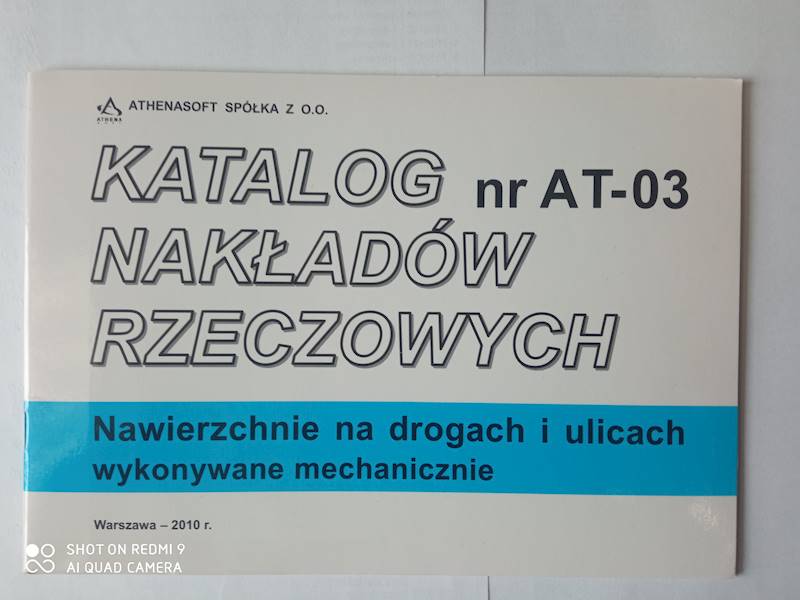 ATHENASOFT SPÓŁKA Z O.O.
ATHENA
KATALOG nr AT-03
NAKŁADÓW
RZECZOWYCH
Nawierzchnie na drogach i ulicach
wykonywane mechanicznie
Warszawa – 2010 r.
SHOT ON REDMI 9
AI QUAD CAMERA